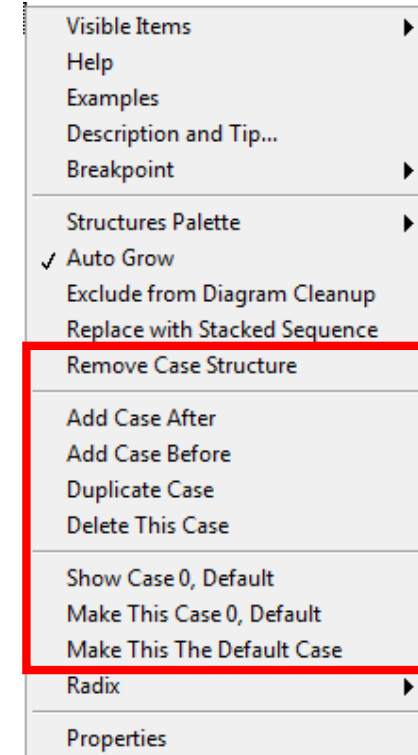 Visible Items
Help
Examples
Description and Tip...
Breakpoint
Structures Palette
Auto Grow
Exclude from Diagram Cleanup
Replace with Stacked Sequence
Remove Case Structure
Add Case After
Add Case Before
Duplicate Case
Delete This Case
Show Case 0, Default
Make This Case 0, Default
Make This The Default Case
Radix
Properties